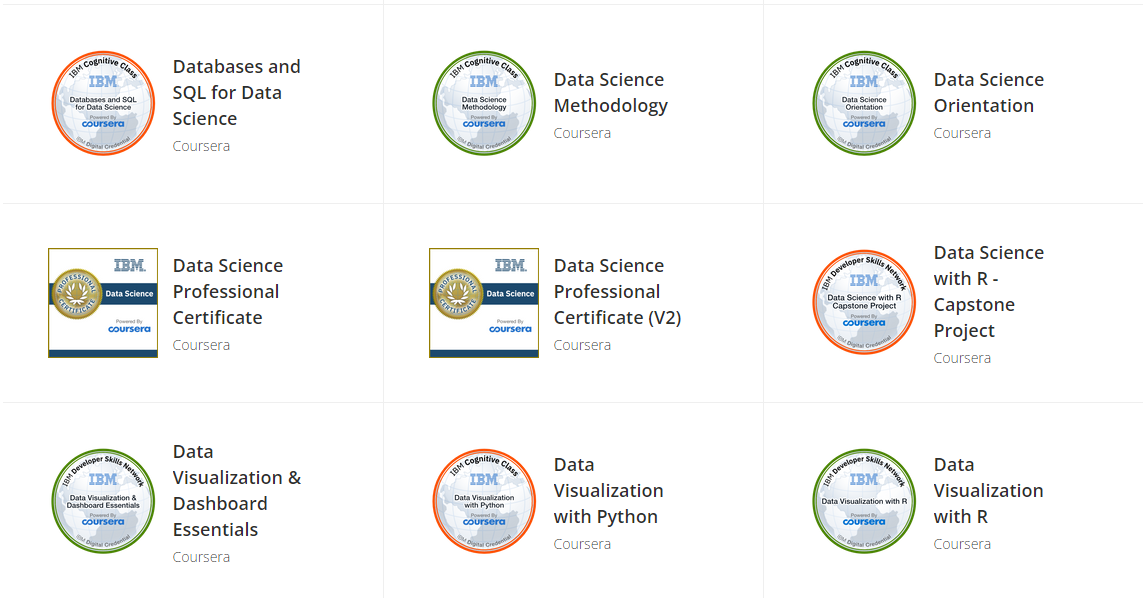 IBM Cognitive Class
IBM
Databases and SQL
for Data Science
Powered By
coursera
IBM Digital Credential
Databases and
SQL for Data
Science
Coursera
IBM Cognitive Class
IBM
Data Science
Methodology
Powered By
coursera
IBM Digital Credential
Data Science
Methodology
Coursera
IBM Cognitive Class
IBM
Data Science
Orientation
Powered By
coursera
IBM Digital Credential
Data Science
Orientation
Coursera
IBM.
PROFESSIONAL
CERTIFICATE
Data Science
Powered By
coursera
Data Science
Professional
Certificate
Coursera
IBM.
PROFESSIONAL
CERTIFICATE
Data Science
Powered By
coursera
Data Science
Professional
Certificate (V2)
Coursera
IBM Developer Skills Network
IBM
Data Science with R
Capstone Project
Powered By
coursera
IBM Digital Credential
Data Science
with R -
Capstone
Project
Coursera
IBM Developer Skills Network
IBM
Data Visualization &
Dashboard Essentials
Powered By
coursera
IBM Digital Credential
Data
Visualization &
Dashboard
Essentials
Coursera
IBM Cognitive Class
IBM
Data Visualization
with Python
Powered By
coursera
IBM Digital Credential
Data
Visualization
with Python
Coursera
IBM Developer Skills Network
IBM
Data Visualization with R
Powered By
coursera
IBM Digital Credential
Data
Visualization
with R
Coursera